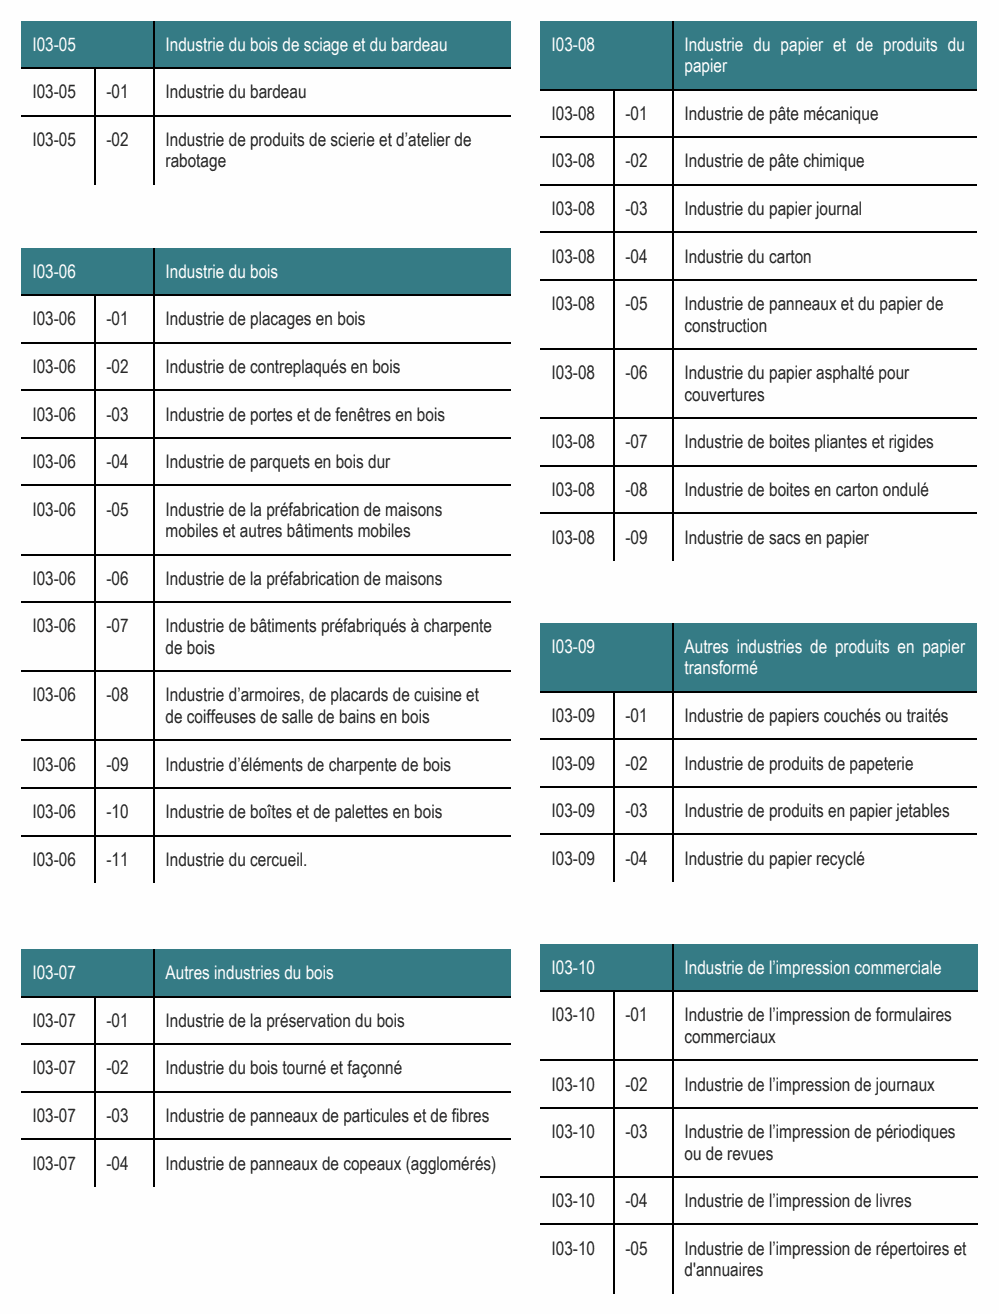 I03-05 Industrie du bois de sciage et du bardeau
I03-05 -01 Industrie du bardeau
I03-05 -02 Industrie de produits de scierie et d’atelier de
rabotage
I03-06 Industrie du bois
I03-06 -01 Industrie de placages en bois
I03-06 -02 Industrie de contreplaqués en bois
I03-06 -03 Industrie de portes et de fenêtres en bois
I03-06 -04 Industrie de parquets en bois dur
I03-06 -05 Industrie de la préfabrication de maisons
mobiles et autres bâtiments mobiles
I03-06 -06 Industrie de la préfabrication de maisons
I03-06 -07 Industrie de bâtiments préfabriqués à charpente
de bois
I03-06 -08 Industrie d’armoires, de placards de cuisine et
de coiffeuses de salle de bains en bois
I03-06 -09 Industrie d’éléments de charpente de bois
I03-06 -10 Industrie de boîtes et de palettes en bois
I03-06 -11 Industrie du cercueil.
I03-07 Autres industries du bois
I03-07 -01 Industrie de la préservation du bois
I03-07 -02 Industrie du bois tourné et façonné
I03-07 -03 Industrie de panneaux de particules et de fibres
I03-07 -04 Industrie de panneaux de copeaux (agglomérés)
I03-08 Industrie du papier et de produits du
papier
I03-08 -01 Industrie de pâte mécanique
I03-08 -02 Industrie de pâte chimique
I03-08 -03 Industrie du papier journal
I03-08 -04 Industrie du carton
I03-08 -05 Industrie de panneaux et du papier de
construction
I03-08 -06 Industrie du papier asphalté pour
couvertures
I03-08 -07 Industrie de boites pliantes et rigides
I03-08 -08 Industrie de boites en carton ondulé
I03-08 -09 Industrie de sacs en papier
I03-09 Autres industries de produits en papier
transformé
I03-09 -01 Industrie de papiers couchés ou traités
I03-09 -02 Industrie de produits de papeterie
I03-09 -03 Industrie de produits en papier jetables
I03-09 -04 Industrie du papier recyclé
I03-10 Industrie de l’impression commerciale
I03-10 -01 Industrie de l’impression de formulaires
commerciaux
I03-10 -02 Industrie de l’impression de journaux
I03-10 -03 Industrie de l’impression de périodiques
ou de revues
I03-10 -04 Industrie de l’impression de livres
I03-10 -05 Industrie de l’impression de répertoires et
d'annuaires